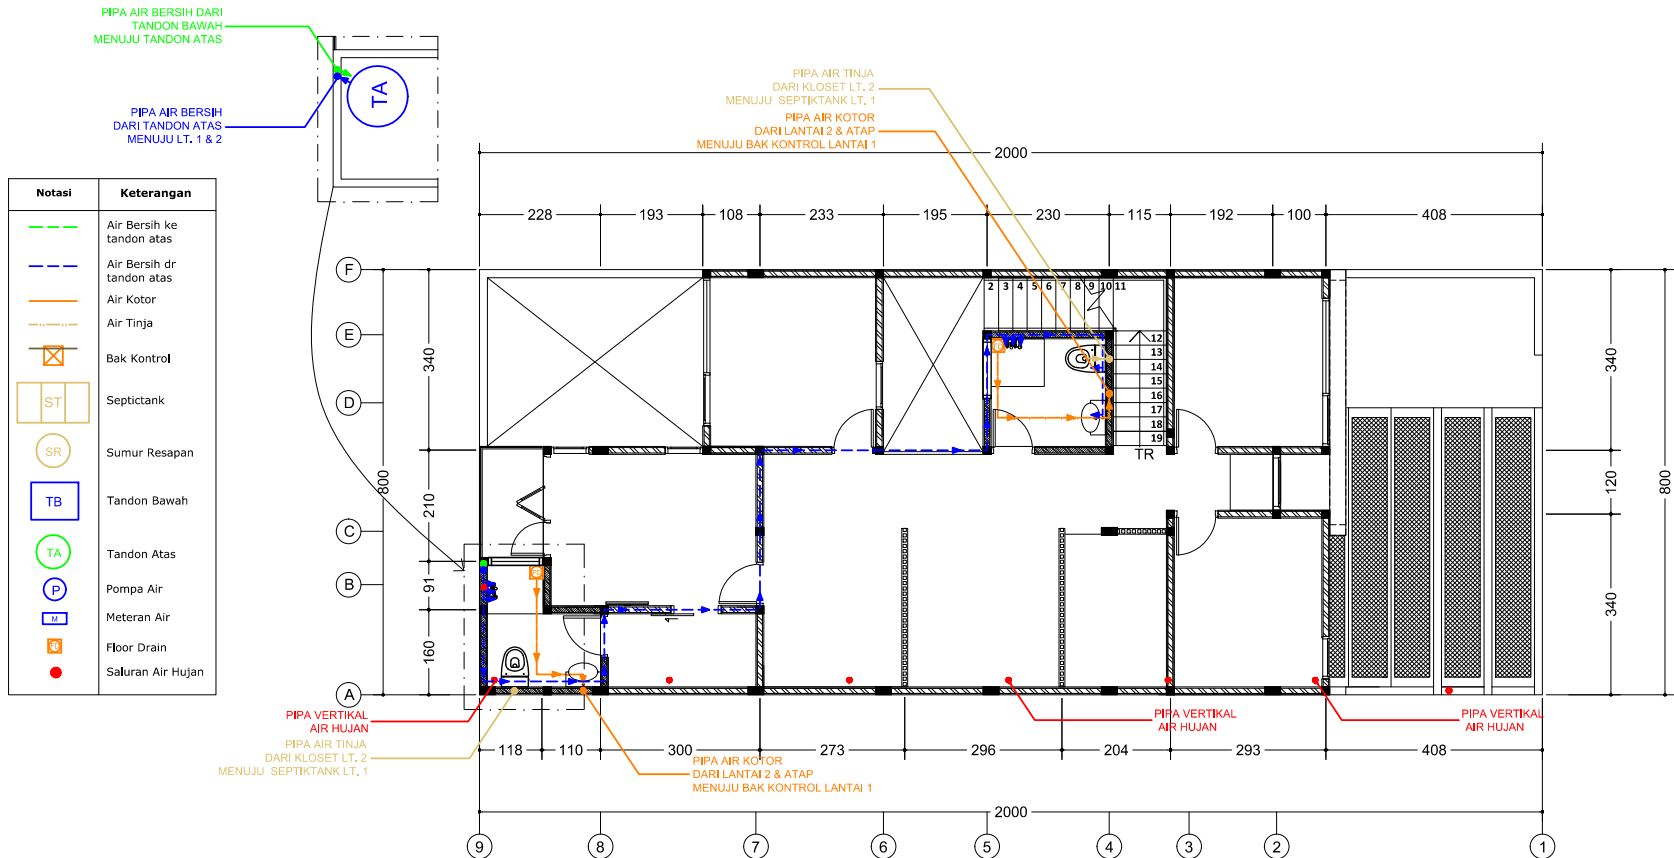 PIPA AIR BERSIH DARI
TANDON BAWAH
MENUJU TANDON ATAS
TA
PIPA AIR BERSIH
DARI TANDON ATAS
MENUJU LT. 1 & 2
PIPA AIR TINJA
DARI KLOSET LT. 2
MENUJU SEPTIKTANK LT. 1
PIPA AIR KOTOR
DARI LANTAI 2 & ATAP
MENUJU BAK KONTROL LANTAI 1
Notasi Keterangan
Air Bersih ke
tandon atas
Air Bersih dr
tandon atas
Air Kotor
Air Tinja
Bak Kontrol
ST Septictank
SR Sumur Resapan
TB Tandon Bawah
TA Tandon Atas
P Pompa Air
M Meteran Air
FD Floor Drain
Saluran Air Hujan
2000
228 193 108 233 195 230 115 192 100 408
F
E
D
C
B
A
800
340
210
91
160
2 3 4 5 6 7 8 9 10 11
12
13
14
15
16
17
18
19
TR
340
120
340
800
PIPA VERTIKAL
AIR HUJAN
PIPA AIR TINJA
DARI KLOSET LT. 2
MENUJU SEPTIKTANK LT. 1
PIPA AIR KOTOR
DARI LANTAI 2 & ATAP
MENUJU BAK KONTROL LANTAI 1
PIPA VERTIKAL
AIR HUJAN
PIPA VERTIKAL
AIR HUJAN
118 110 300 273 296 204 293 408
2000
9 8 7 6 5 4 3 2 1